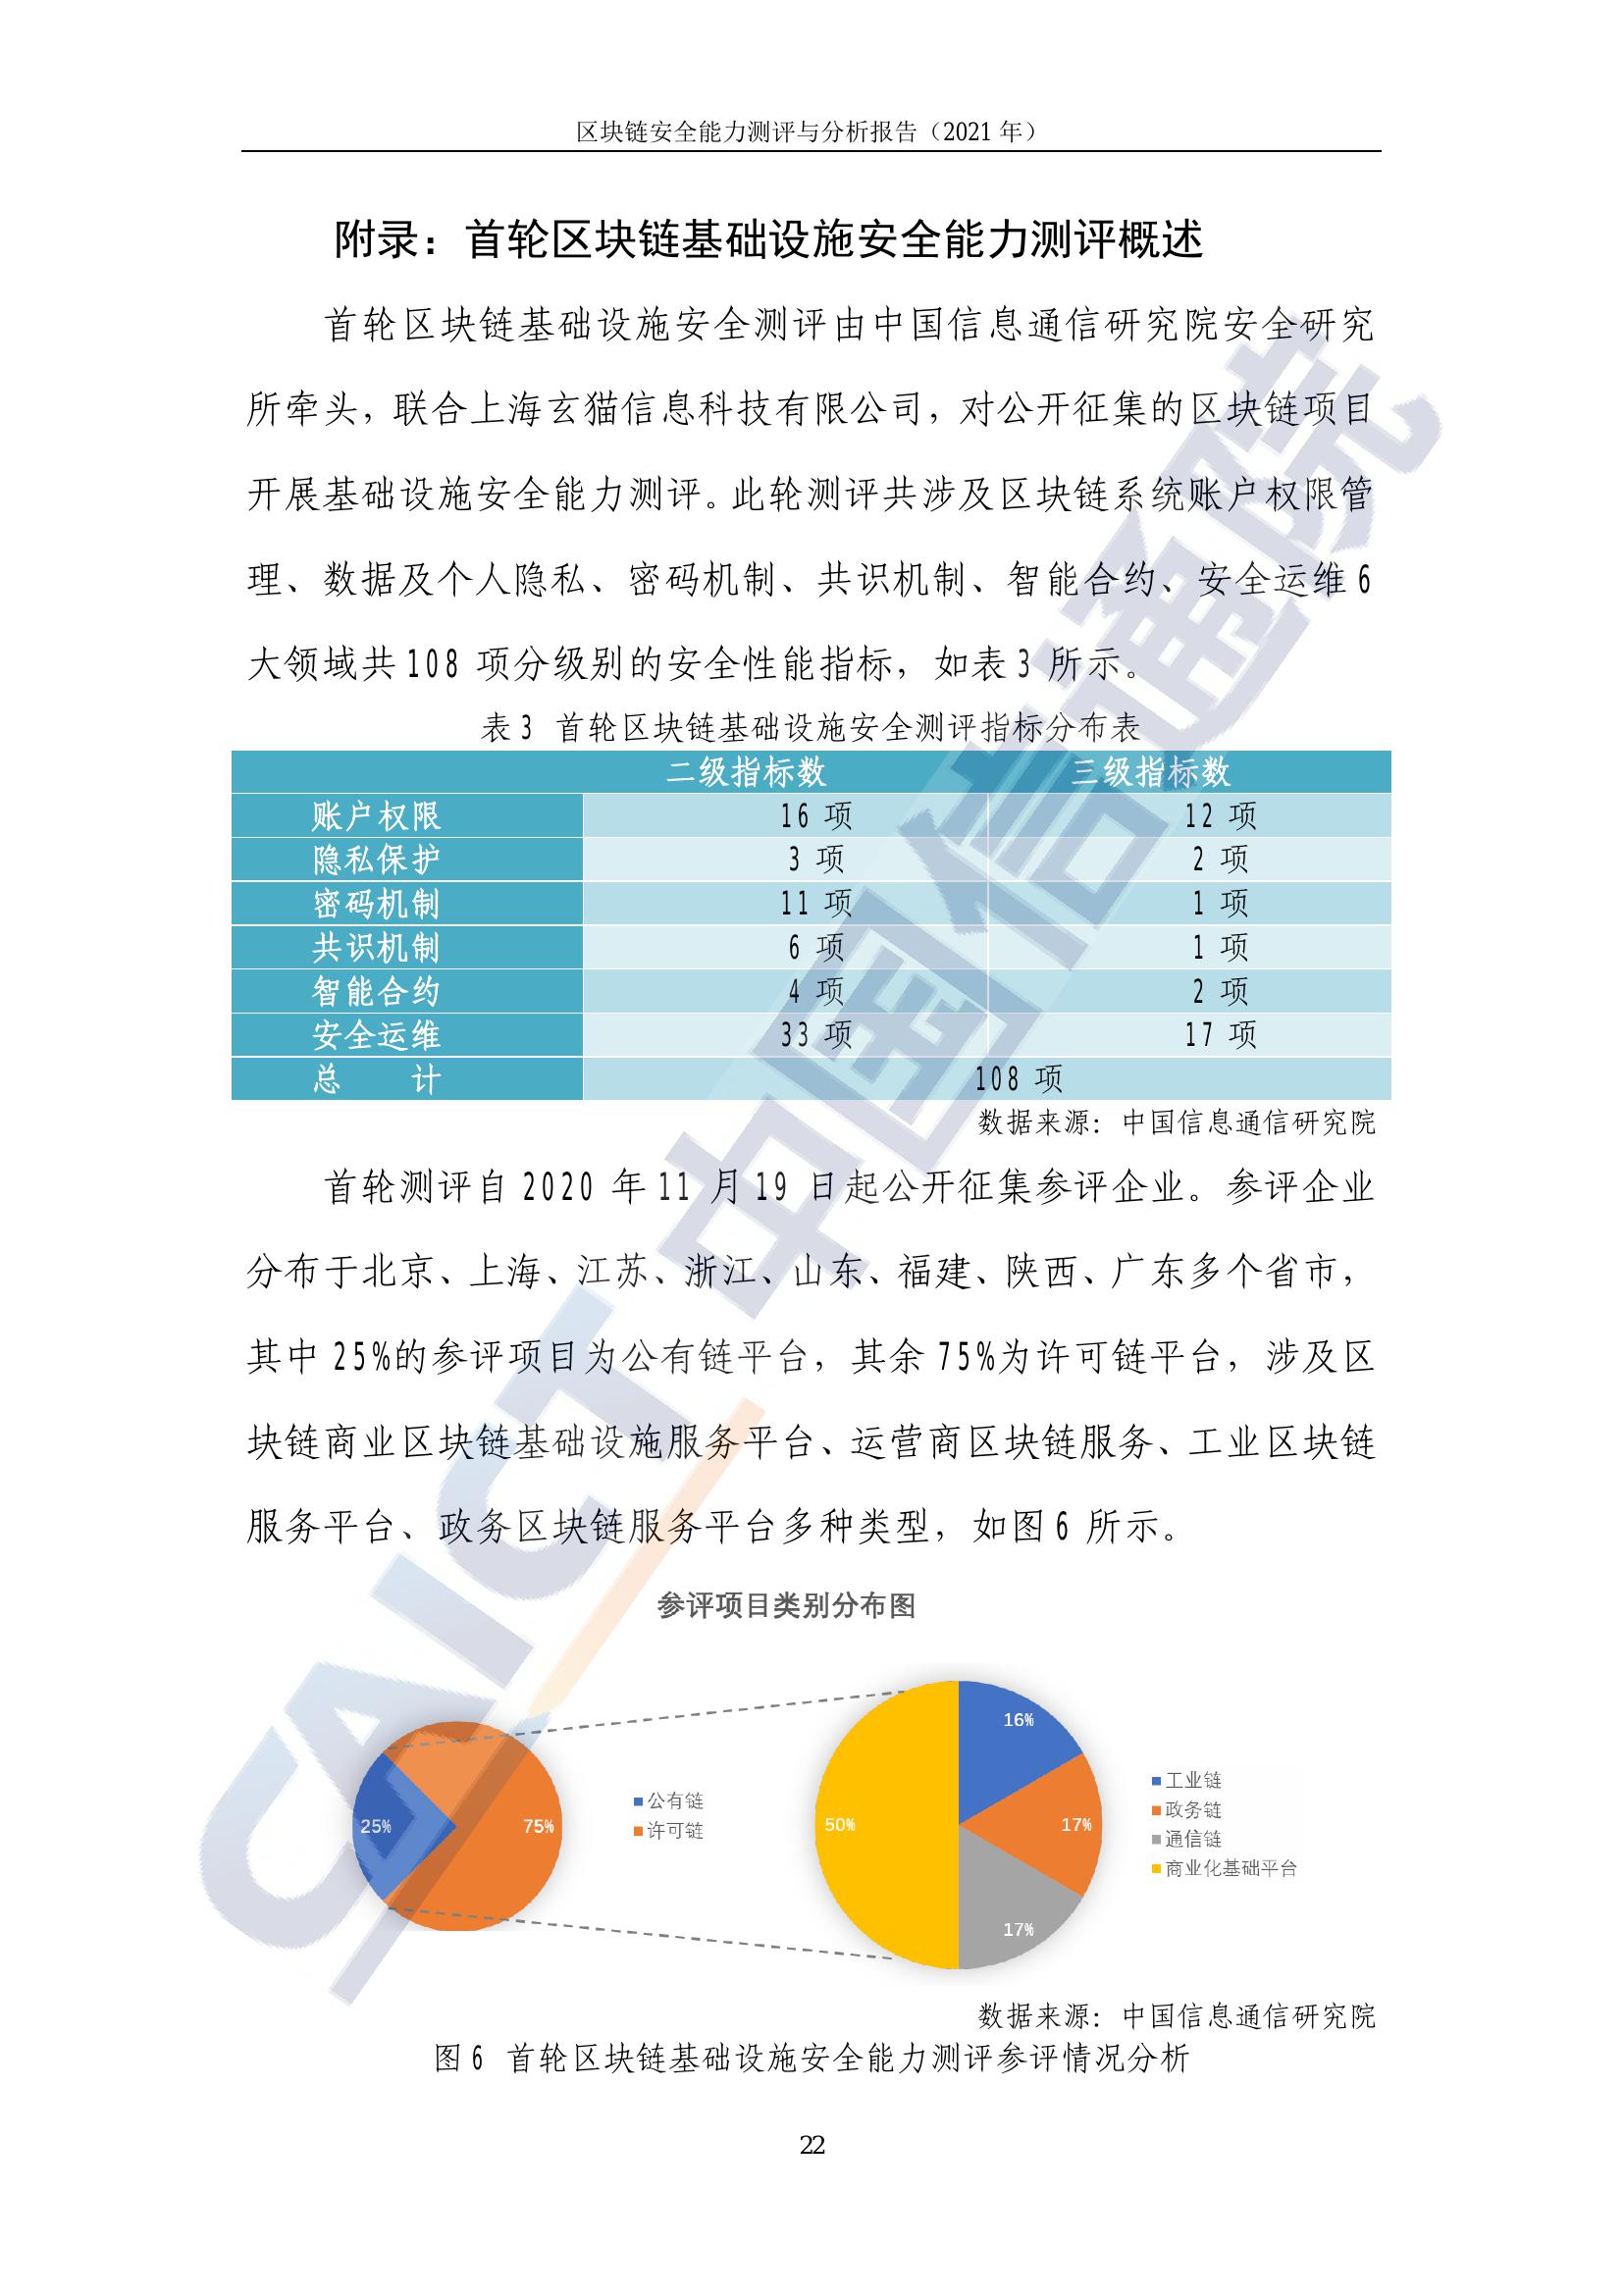 区块链安全能力测评与分析报告（2021 年）
附录：首轮区块链基础设施安全能力测评概述
首轮区块链基础设施安全测评由中国信息通信研究院安全研究
所牵头，联合上海玄猫信息科技有限公司，对公开征集的区块链项目
开展基础设施安全能力测评。此轮测评共涉及区块链系统账户权限管
理、数据及个人隐私、密码机制、共识机制、智能合约、安全运维 6
大领域共 108 项分级别的安全性能指标，如表 3 所示。
表 3 首轮区块链基础设施安全测评指标分布表
二级指标数 三级指标数
账户权限 16 项 12 项
隐私保护 3 项 2 项
密码机制 11 项 1 项
共识机制 6 项 1 项
智能合约 4 项 2 项
安全运维 33 项 17 项
总 计 108 项
数据来源：中国信息通信研究院
首轮测评自 2020 年 11 月 19 日起公开征集参评企业。参评企业
分布于北京、上海、江苏、浙江、山东、福建、陕西、广东多个省市，
其中 25%的参评项目为公有链平台，其余 75%为许可链平台，涉及区
块链商业区块链基础设施服务平台、运营商区块链服务、工业区块链
服务平台、政务区块链服务平台多种类型，如图 6 所示。
参评项目类别分布图
25% 75%
公有链
许可链
16%
17%
17%
50%
工业链
政务链
通信链
商业化基础平台
数据来源：中国信息通信研究院
图 6 首轮区块链基础设施安全能力测评参评情况分析
22
CAICT 中国信通院